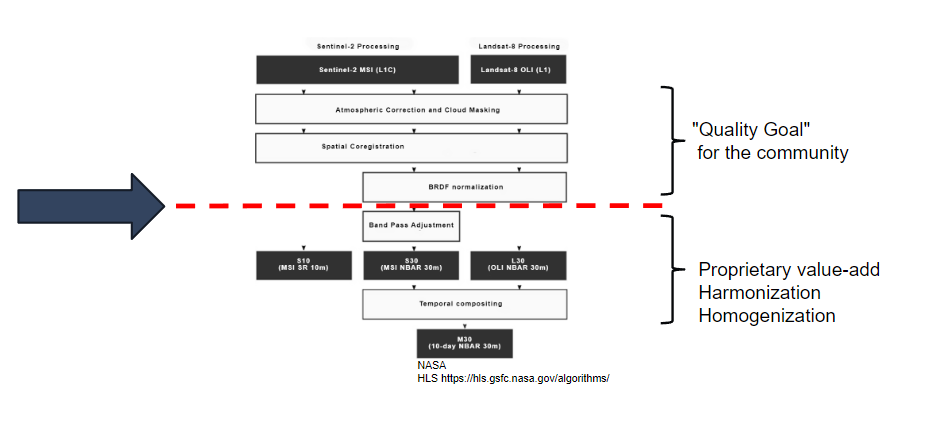 Sentinel-2 Processing
Landsat-8 Processing
Sentinel-2 MSI (L1C)
Landsat-8 OLI (L1)
Atmospheric Correction and Cloud Masking
Spatial Coregistration
BRDF normalization
"Quality Goal"
for the community
Band Pass Adjustment
S10
(MSI SR 10m)
S30
(MSI NBAR 30m)
L30
(OLI NBAR 30m)
Temporal compositing
M30
(10-day NBAR 30m)
Proprietary value-add
Harmonization
Homogenization
NASA
HLS https://hls.gsfc.nasa.gov/algorithms/